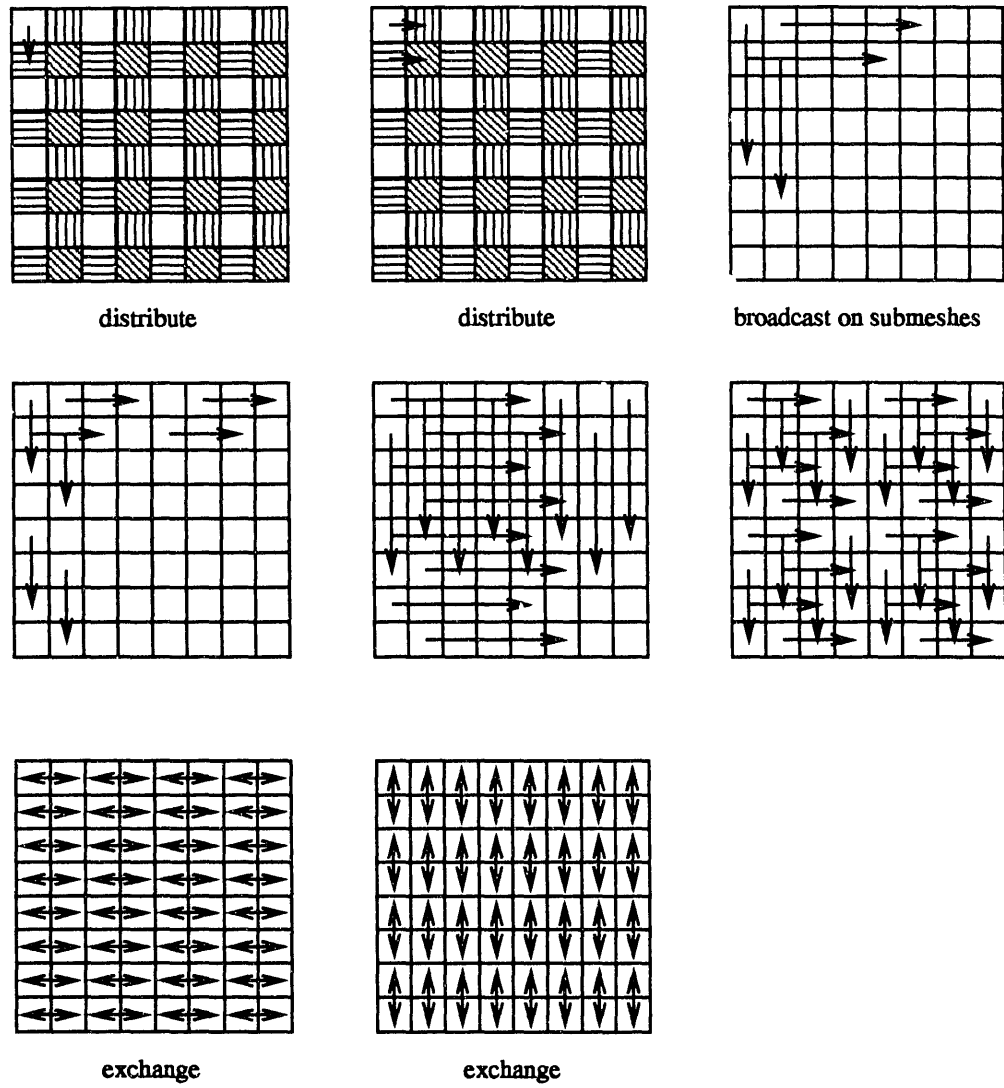 distribute
distribute
broadcast on submeshes
exchange
exchange